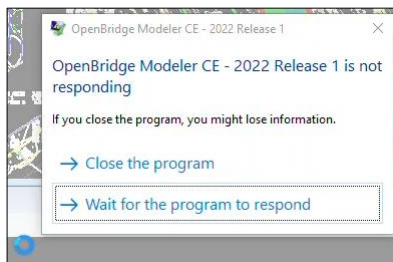 OpenBridge Modeler CE - 2022 Release 1
OpenBridge Modeler CE - 2022 Release 1 is not
responding
If you close the program, you might lose information.
→ Close the program
→ Wait for the program to respond